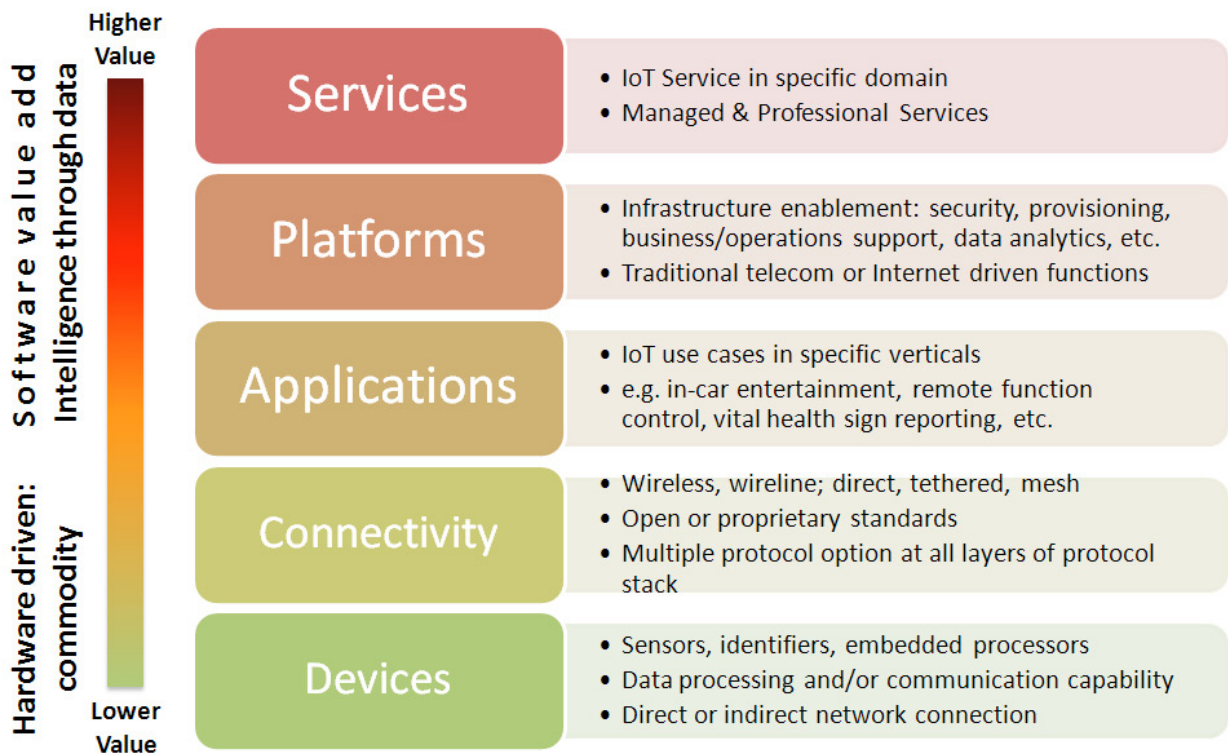 Higher
Value
Software value add
Intelligence through data
Hardware driven:
commodity
Lower
Value
Services
• IoT Service in specific domain
• Managed & Professional Services
Platforms
• Infrastructure enablement: security, provisioning,
business/operations support, data analytics, etc.
• Traditional telecom or Internet driven functions
Applications
• IoT use cases in specific verticals
• e.g. in-car entertainment, remote function
control, vital health sign reporting, etc.
Connectivity
• Wireless, wireline; direct, tethered, mesh
• Open or proprietary standards
• Multiple protocol option at all layers of protocol
stack
Devices
• Sensors, identifiers, embedded processors
• Data processing and/or communication capability
• Direct or indirect network connection